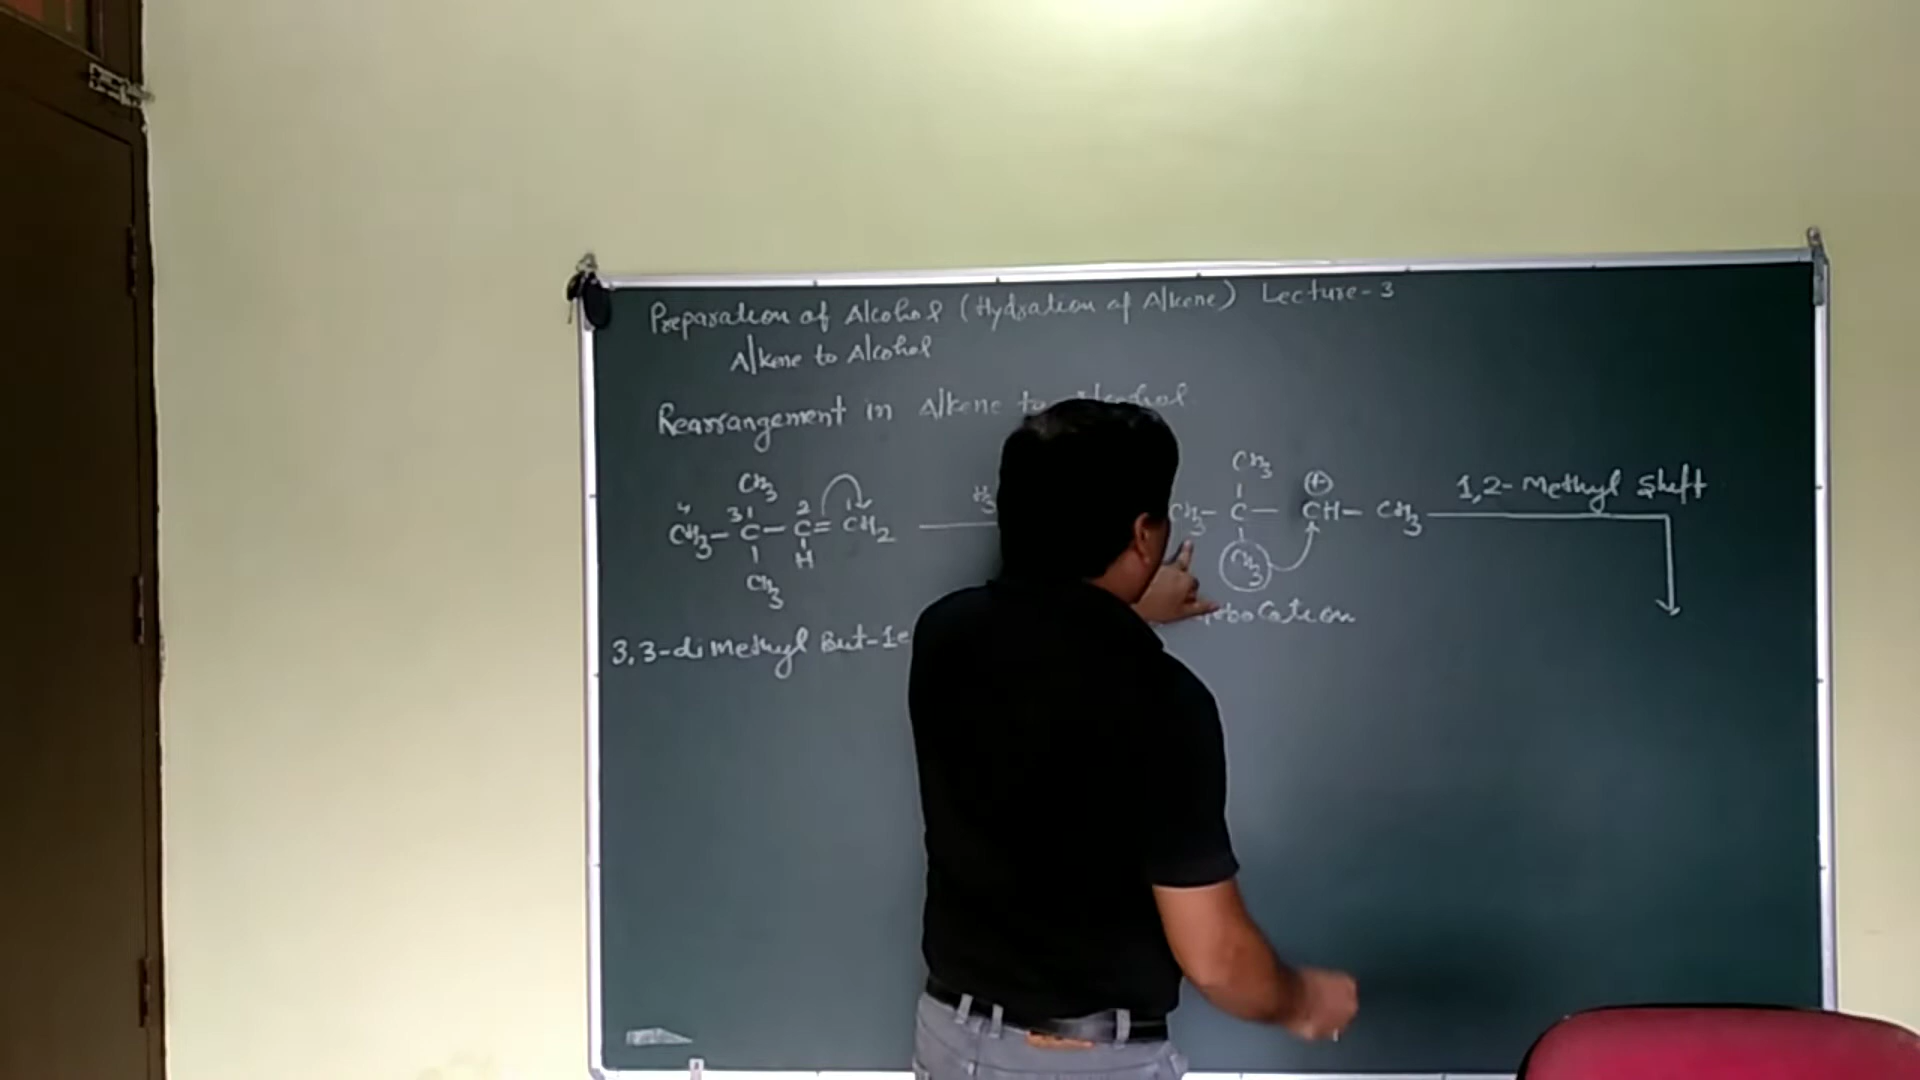 Preparation of Alcohol (Hydration of Alkene) Lecture-3
Alkene to Alcohol
Rearrangement in Alkene to Alcohol
CH3 CH3
4 3 2 1
CH3-C-C=CH2 CH3-C-CH-CH3 1,2-Methyl Shift
H (+)
CH3 CH3
3,3-dimethyl But-1e